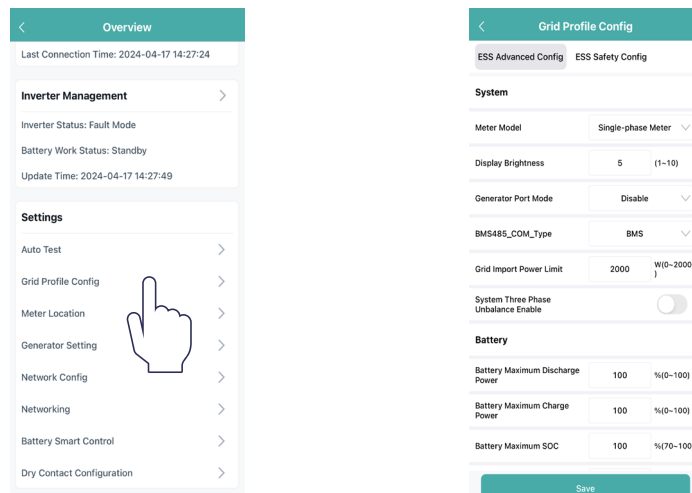 Overview
Last Connection Time: 2024-04-17 14:27:24
Inverter Management
Inverter Status: Fault Mode
Battery Work Status: Standby
Update Time: 2024-04-17 14:27:49
Settings
Auto Test
Grid Profile Config
Meter Location
Generator Setting
Network Config
Networking
Battery Smart Control
Dry Contact Configuration
Grid Profile Config
ESS Advanced Config ESS Safety Config
System
Meter Model Single-phase Meter
Display Brightness 5 (1~10)
Generator Port Mode Disable
BMS485_COM_Type BMS
Grid Import Power Limit 2000 W(0~2000
)
System Three Phase
Unbalance Enable
Battery
Battery Maximum Discharge
Power 100 %(0~100)
Battery Maximum Charge
Power 100 %(0~100)
Battery Maximum SOC 100 %(70~100
Save